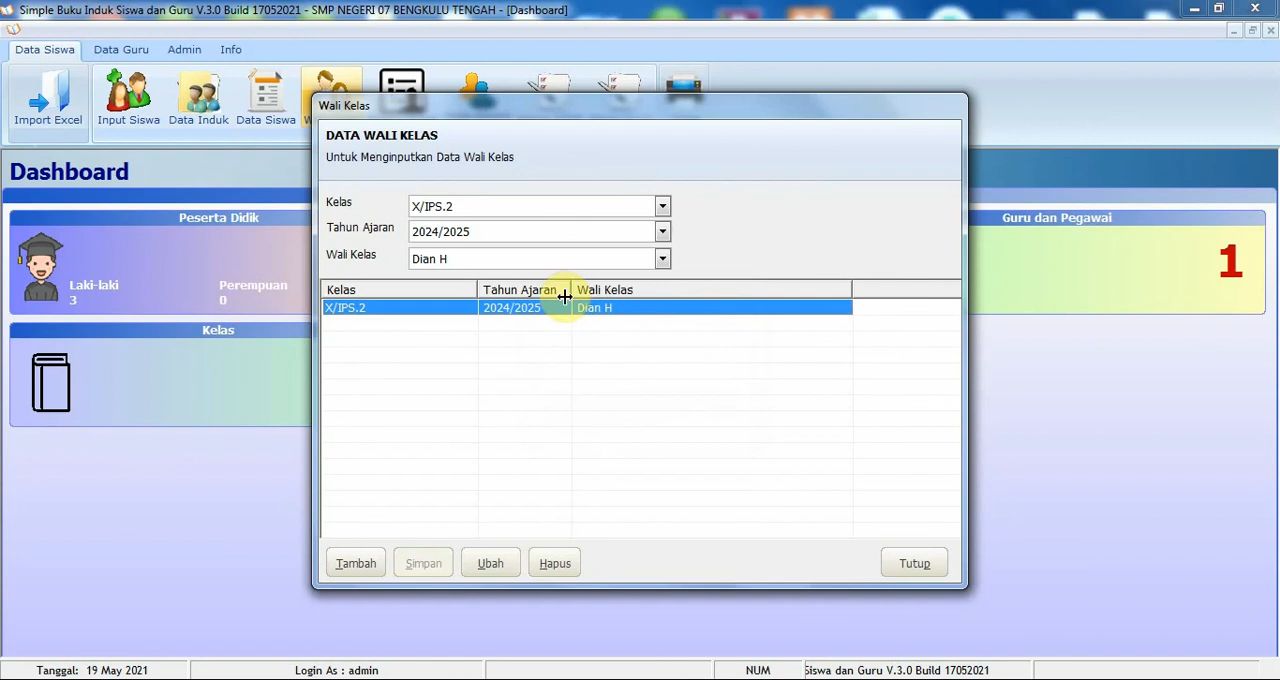 Simple Buku Induk Siswa dan Guru V.3.0 Build 17052021 - SMP NEGERI 07 BENGKULU TENGAH - [Dashboard]
Data Siswa Data Guru Admin Info
Import Excel Input Siswa Data Induk Data Siswa
Wali Kelas
DATA WALI KELAS
Untuk Menginputkan Data Wali Kelas
Dashboard
Kelas X/IPS.2
Tahun Ajaran 2024/2025
Wali Kelas Dian H
Peserta Didik
Laki-laki
3
Perempuan
0
Guru dan Pegawai
1
Kelas
Kelas Tahun Ajaran Wali Kelas
X/IPS.2 2024/2025 Dian H
Tambah Simpan Ubah Hapus Tutup
Tanggal: 19 May 2021 Login As : admin NUM Siswa dan Guru V.3.0 Build 17052021